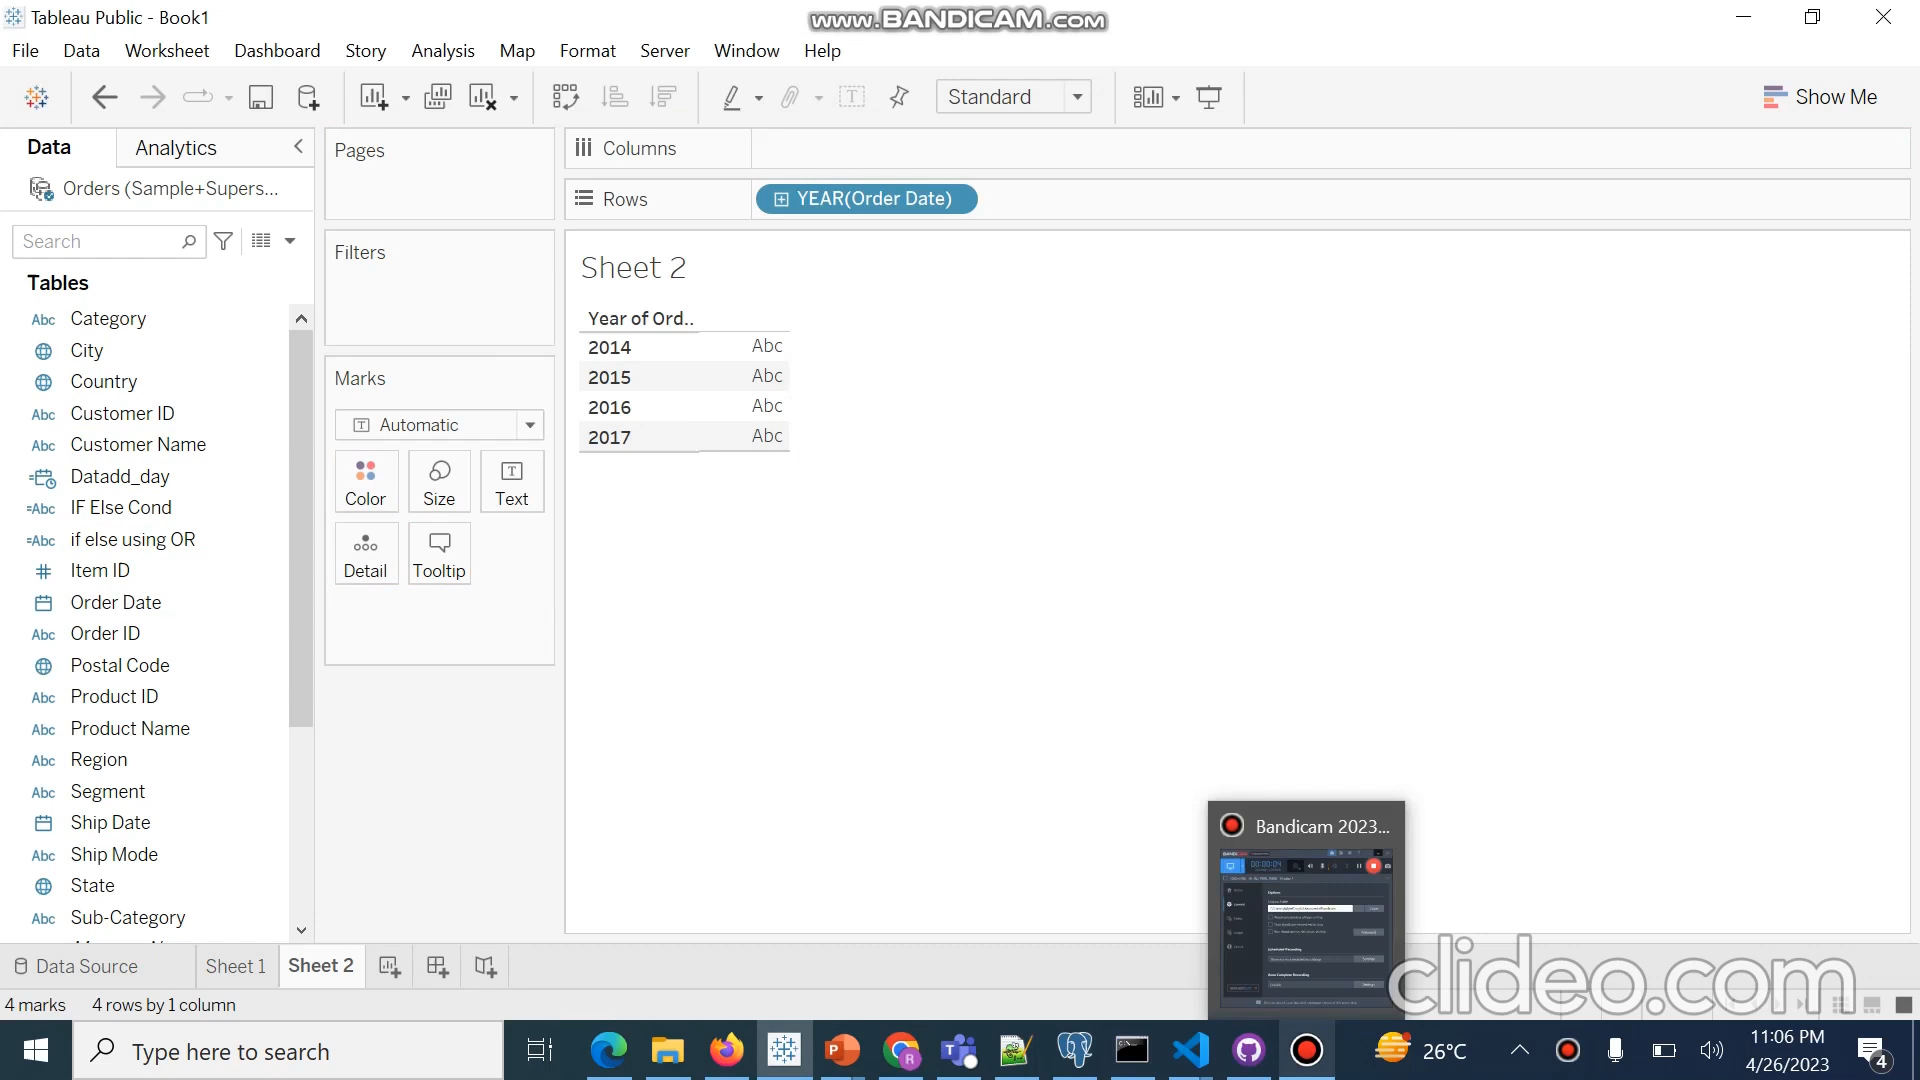 Tableau Public - Book1
www.BANDICAM.com
File Data Worksheet Dashboard Story Analysis Map Format Server Window Help
Standard
Show Me
Data
Analytics
Pages
Columns
Orders (Sample+Supers...
Rows
YEAR(Order Date)
Search
Filters
Sheet 2
Tables
Year of Ord..
Abc Category
2014 Abc
City
2015 Abc
Country
Marks
2016 Abc
Abc Customer ID
Automatic
2017 Abc
Abc Customer Name
Datadd_day
Color Size Text
=Abc IF Else Cond
=Abc if else using OR
Item ID
Detail Tooltip
Order Date
Abc Order ID
Postal Code
Abc Product ID
Abc Product Name
Abc Region
Abc Segment
Ship Date
Bandicam 2023...
Abc Ship Mode
State
Abc Sub-Category
Data Source
Sheet 1
Sheet 2
clideo.com
4 marks 4 rows by 1 column
Type here to search
26°C
11:06 PM
4/26/2023
4